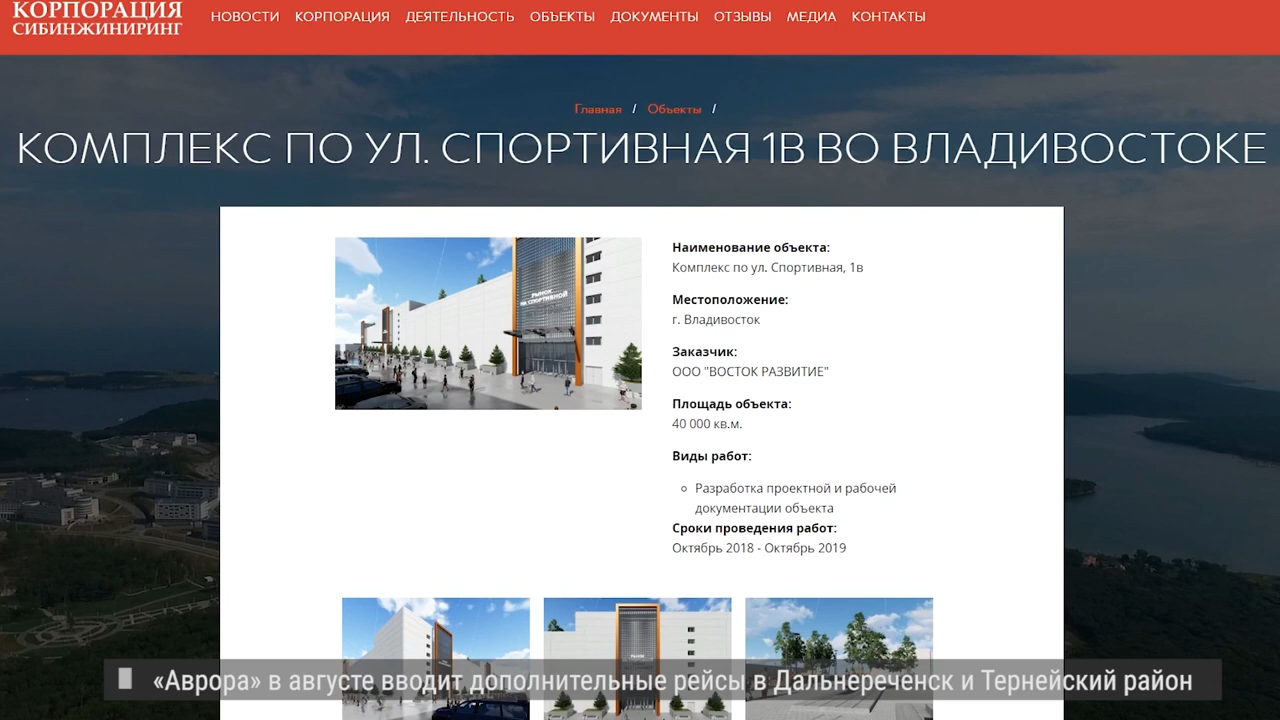 КОРПОРАЦИЯ
СИБИНЖИНИРИНГ
НОВОСТИ КОРПОРАЦИЯ ДЕЯТЕЛЬНОСТЬ ОБЪЕКТЫ ДОКУМЕНТЫ ОТЗЫВЫ МЕДИА КОНТАКТЫ
Главная / Объекты /
КОМПЛЕКС ПО УЛ. СПОРТИВНАЯ 1В ВО ВЛАДИВОСТОКЕ
РЫНОК
НА СПОРТИВНОЙ
Наименование объекта:
Комплекс по ул. Спортивная, 1в
Местоположение:
г. Владивосток
Заказчик:
ООО "ВОСТОК РАЗВИТИЕ"
Площадь объекта:
40 000 кв.м.
Виды работ:
Разработка проектной и рабочей
документации объекта
Сроки проведения работ:
Октябрь 2018 - Октябрь 2019
«Аврора» в августе вводит дополнительные рейсы в Дальнереченск и Тернейский район